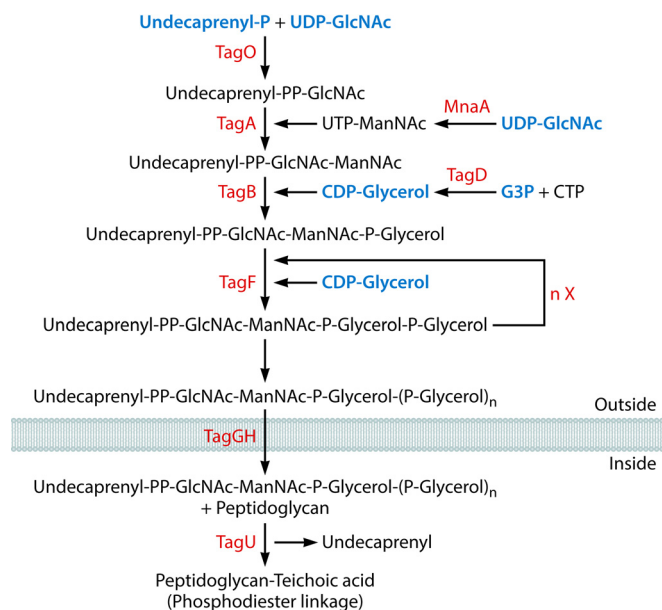 Undecaprenyl-P + UDP-GlcNAc
TagO
Undecaprenyl-PP-GlcNAc
MnaA
TagA UTP-ManNAc UDP-GlcNAc
Undecaprenyl-PP-GlcNAc-ManNAc
TagD
TagB CDP-Glycerol G3P + CTP
Undecaprenyl-PP-GlcNAc-ManNAc-P-Glycerol
TagF CDP-Glycerol n X
Undecaprenyl-PP-GlcNAc-ManNAc-P-Glycerol-P-Glycerol
Undecaprenyl-PP-GlcNAc-ManNAc-P-Glycerol-(P-Glycerol)n
Outside
TagGH
Inside
Undecaprenyl-PP-GlcNAc-ManNAc-P-Glycerol-(P-Glycerol)n
+ Peptidoglycan
TagU Undecaprenyl
Peptidoglycan-Teichoic acid
(Phosphodiester linkage)